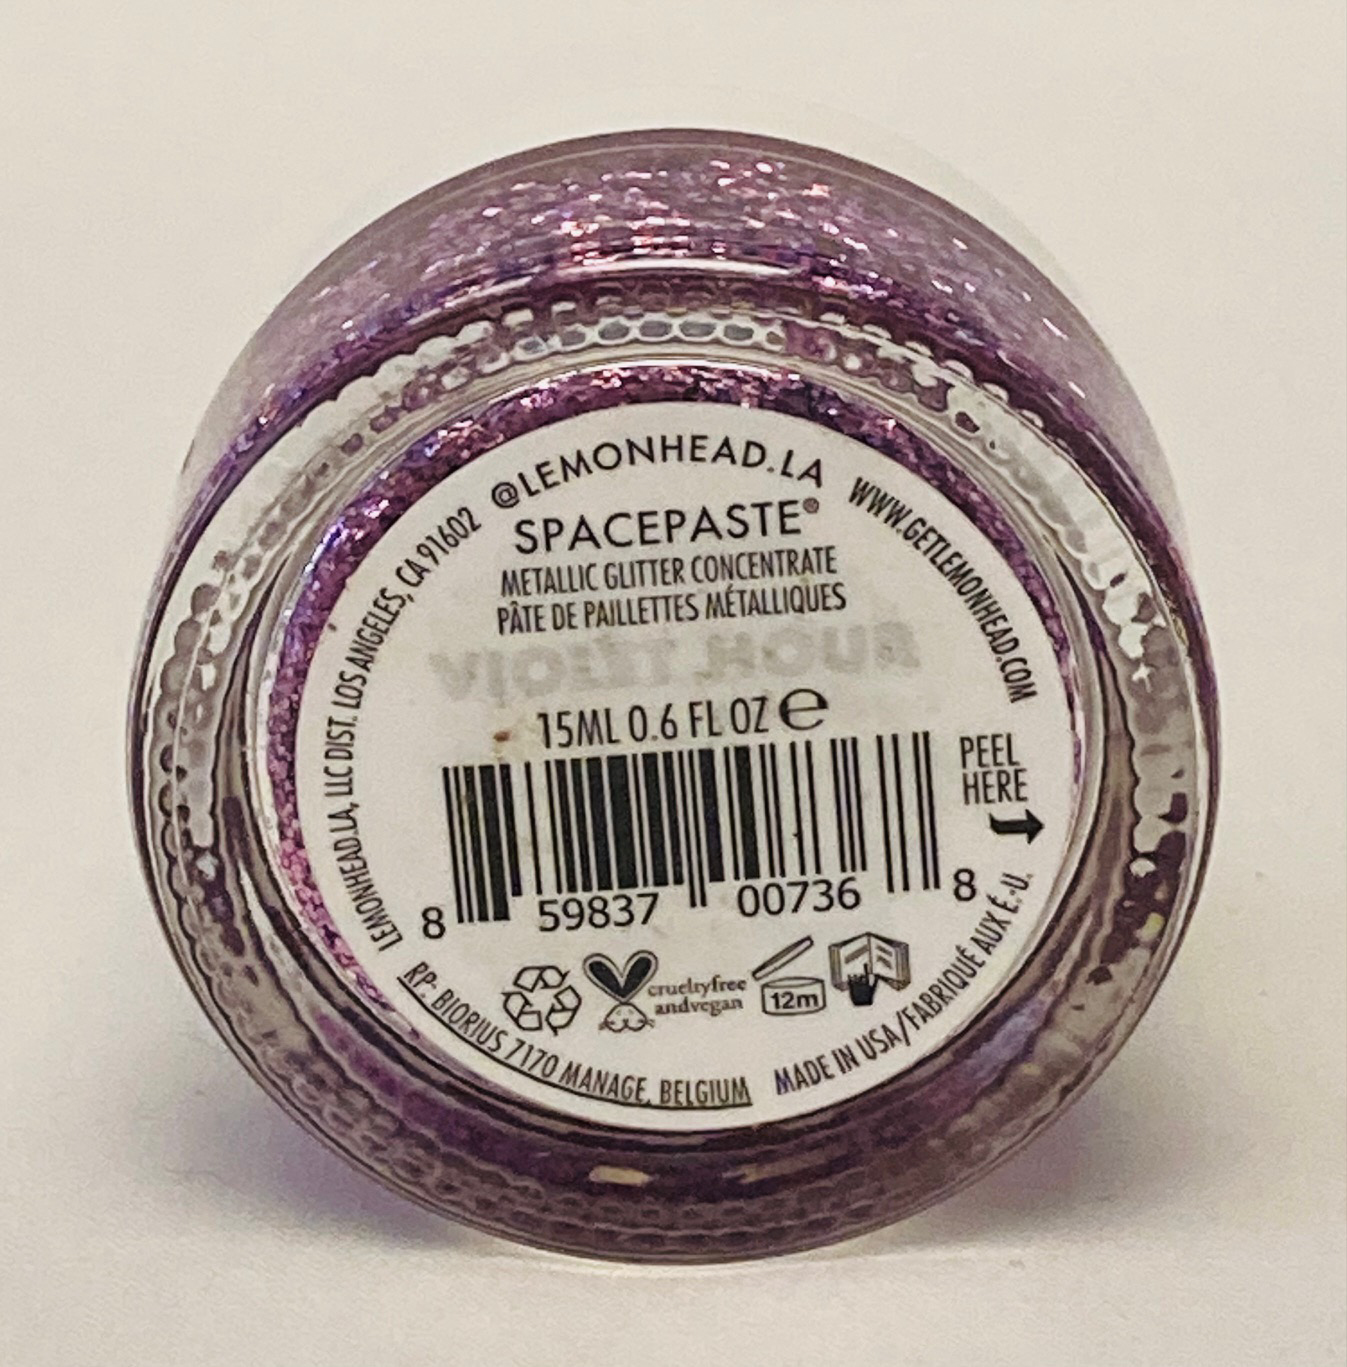 @LEMONHEAD.LA
SPACEPASTE®
METALLIC GLITTER CONCENTRATE
PÂTE DE PAILLETTES MÉTALLIQUES
VIOLET HOUR
15ML 0.6 FL OZ ℮
PEEL
HERE
8 59837 00736 8
crueltyfree
andvegan
12m
LEMONHEAD.LA, LLC DIST. LOS ANGELES, CA 91602
WWW.GETLEMONHEAD.COM
RP: BIORIUS 7170 MANAGE, BELGIUM
MADE IN USA/FABRIQUÉ AUX É.-U.